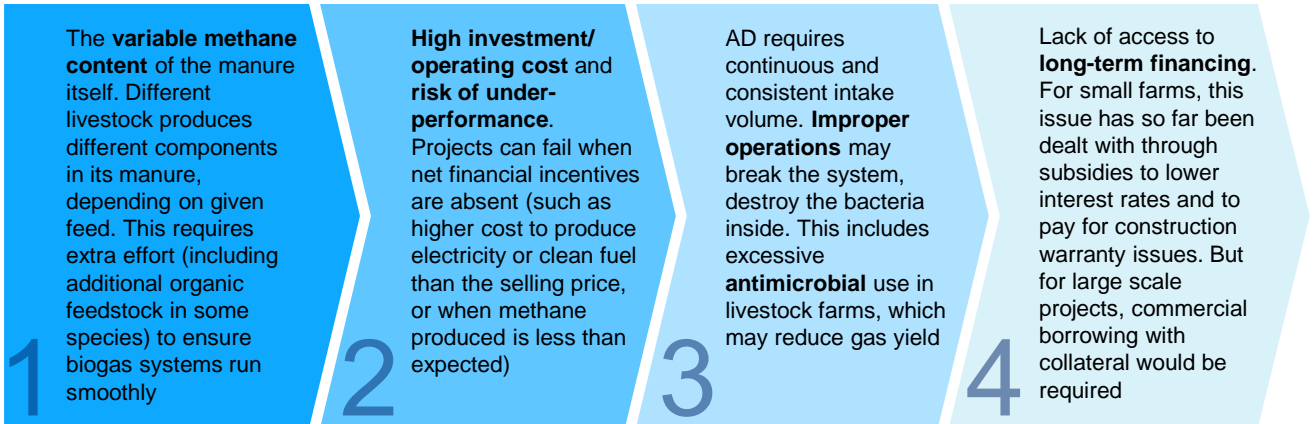 The variable methane
content of the manure
itself. Different
livestock produces
different components
in its manure,
depending on given
feed. This requires
extra effort (including
additional organic
feedstock in some
species) to ensure
biogas systems run
smoothly
1
High investment/
operating cost and
risk of under-
performance.
Projects can fail when
net financial incentives
are absent (such as
higher cost to produce
electricity or clean fuel
than the selling price,
or when methane
produced is less than
expected)
2
AD requires
continuous and
consistent intake
volume. Improper
operations may
break the system,
destroy the bacteria
inside. This includes
excessive
antimicrobial use in
livestock farms, which
may reduce gas yield
3
Lack of access to
long-term financing.
For small farms, this
issue has so far been
dealt with through
subsidies to lower
interest rates and to
pay for construction
warranty issues. But
for large scale
projects, commercial
borrowing with
collateral would be
required
4